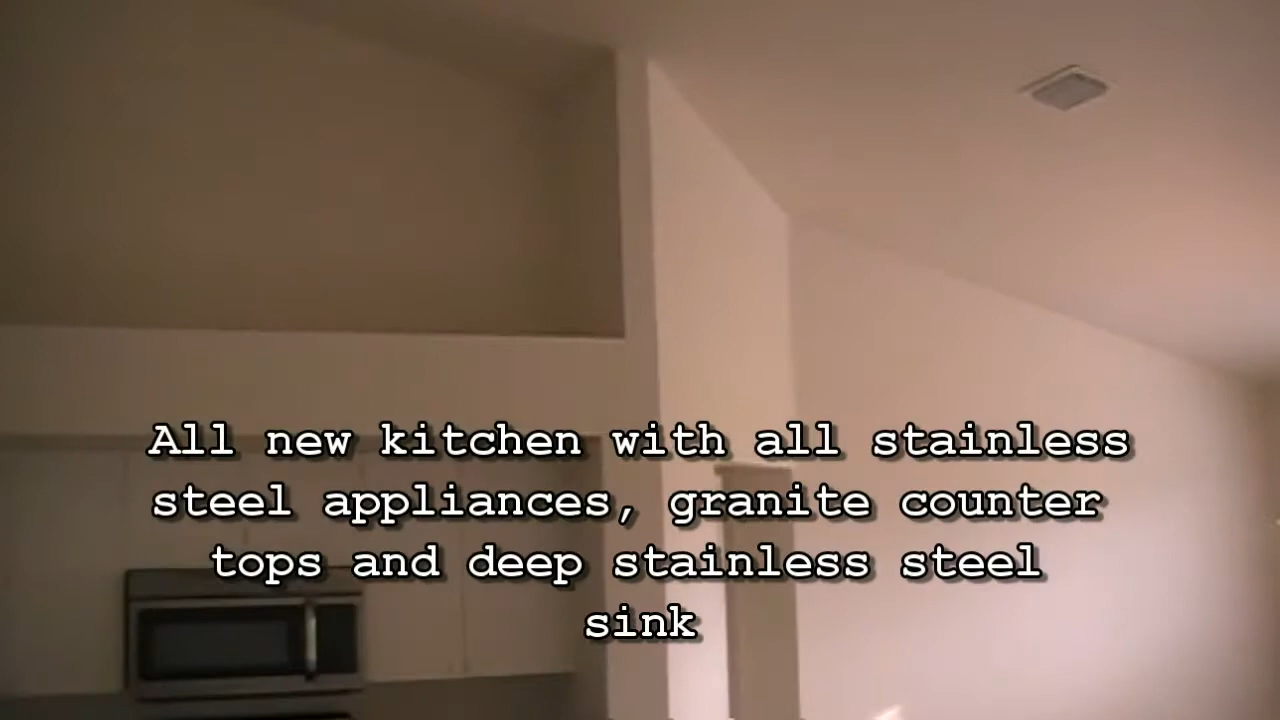 All new kitchen with all stainless
steel appliances, granite counter
tops and deep stainless steel
sink